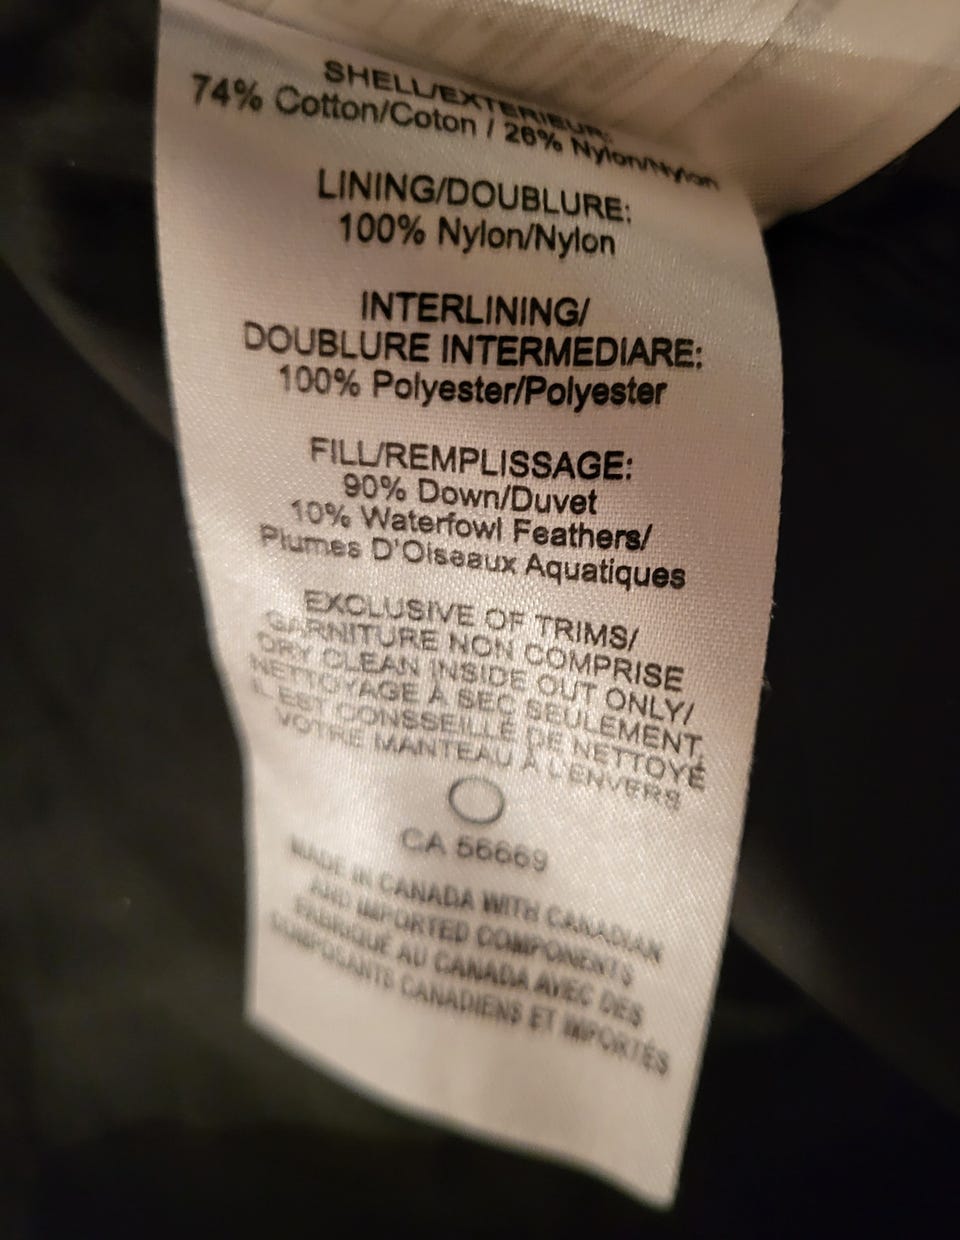 SHELL/EXTERIEUR:
74% Cotton/Coton / 26% Nylon/Nylon
LINING/DOUBLURE:
100% Nylon/Nylon
INTERLINING/
DOUBLURE INTERMEDIARE:
100% Polyester/Polyester
FILL/REMPLISSAGE:
90% Down/Duvet
10% Waterfowl Feathers/
Plumes D'Oiseaux Aquatiques
EXCLUSIVE OF TRIMS/
GARNITURE NON COMPRISE
DRY CLEAN INSIDE OUT ONLY/
NETTOYAGE À SEC SEULEMENT,
IL EST CONSSEILLÉ DE NETTOYÉ
VOTRE MANTEAU À L'ENVERS
CA 56669
MADE IN CANADA WITH CANADIAN
AND IMPORTED COMPONENTS
FABRIQUÉ AU CANADA AVEC DES
COMPOSANTS CANADIENS ET IMPORTÉS